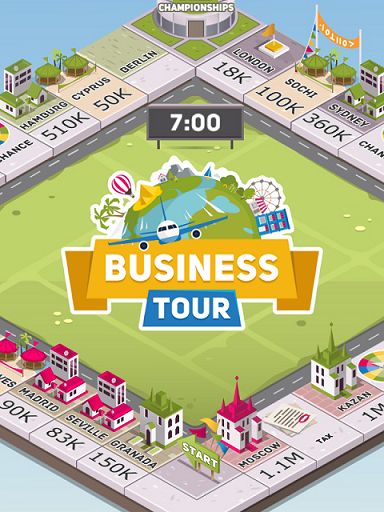 CHAMPIONSHIPS
BERLIN
CYPRUS
50K
HAMBURG
510K
CHANCE
LONDON
18K
SOCHI
100K
SYDNEY
360K
CHAN
7:00
BUSINESS
TOUR
90K
MADRID
83K
SEVILLE
150K
GRANADA
START
MOSCOW
1.1M
TAX
KAZAN
1M